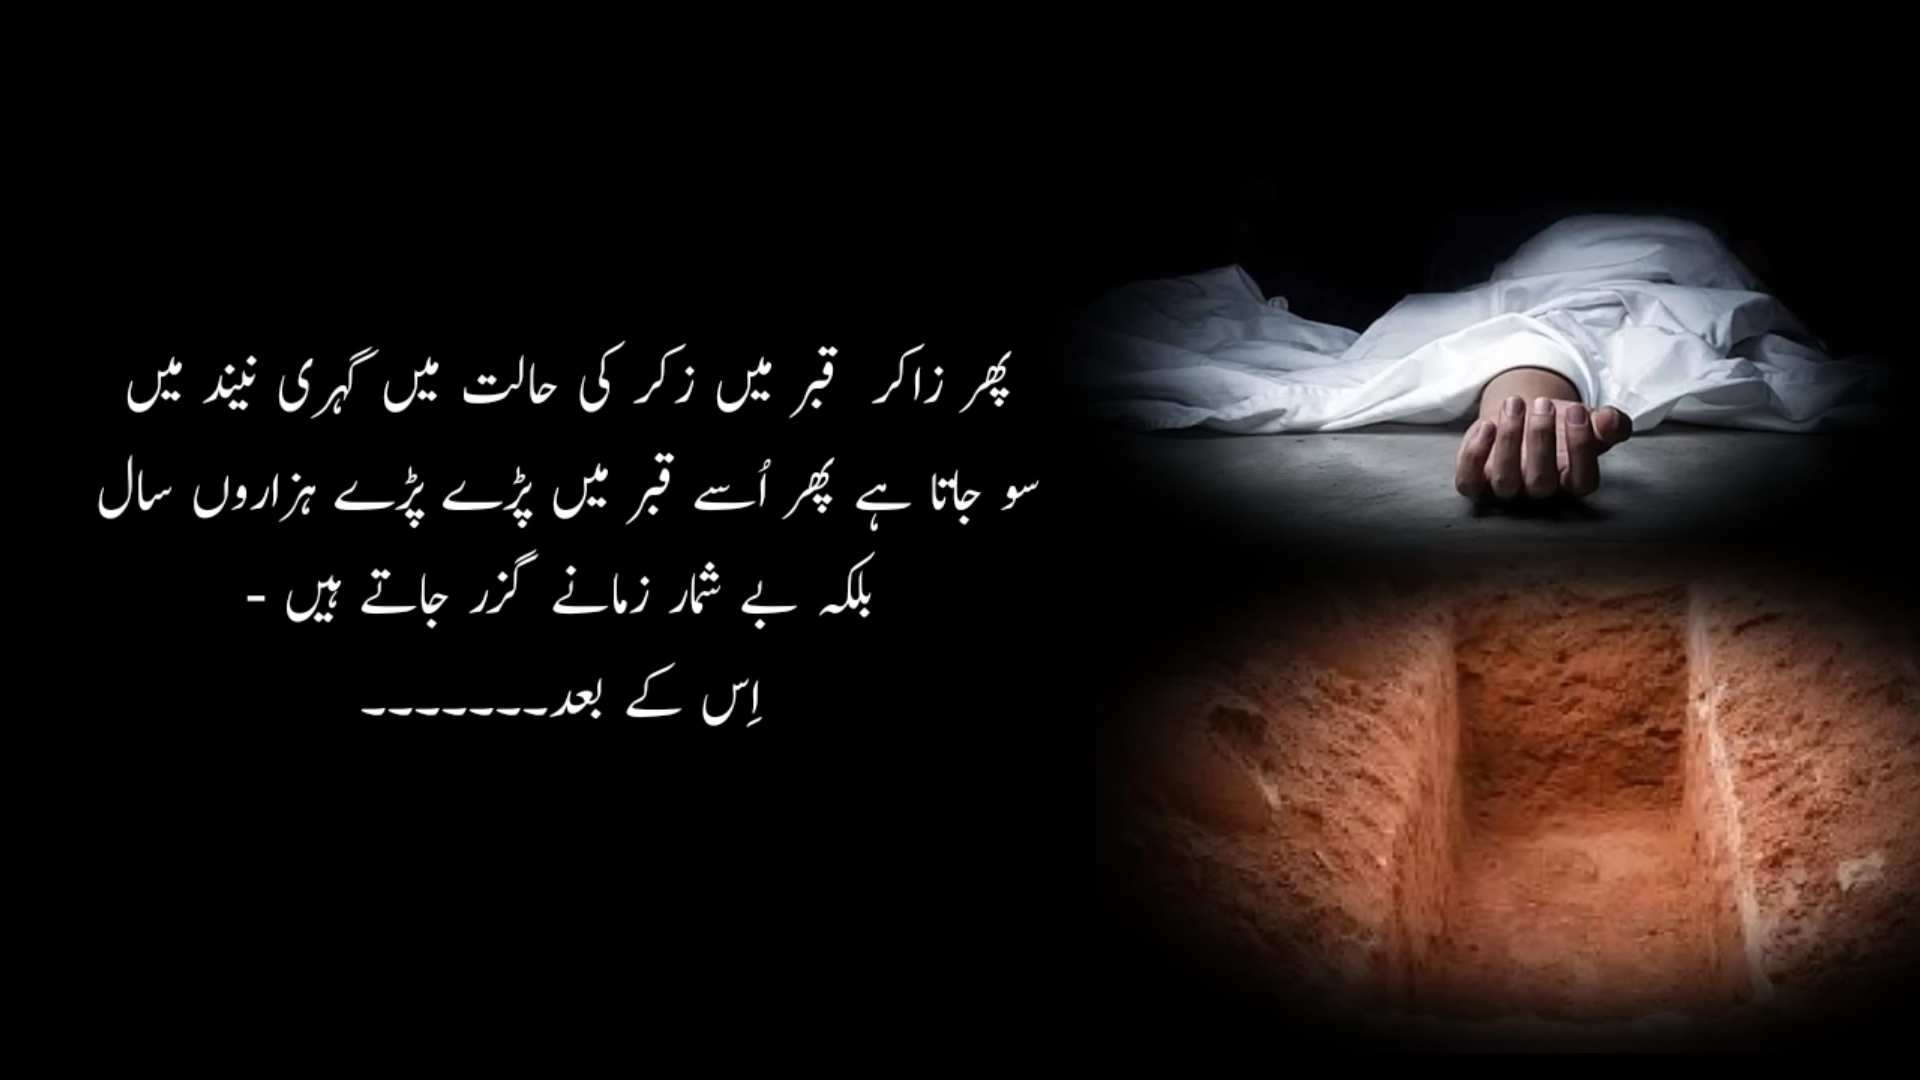 پھر زاکر قبر میں زکر کی حالت میں گہری نیند میں
سو جاتا ہے پھر اُسے قبر میں پڑے پڑے ہزاروں سال
بلکہ بے شمار زمانے گزر جاتے ہیں -
اِس کے بعد-------